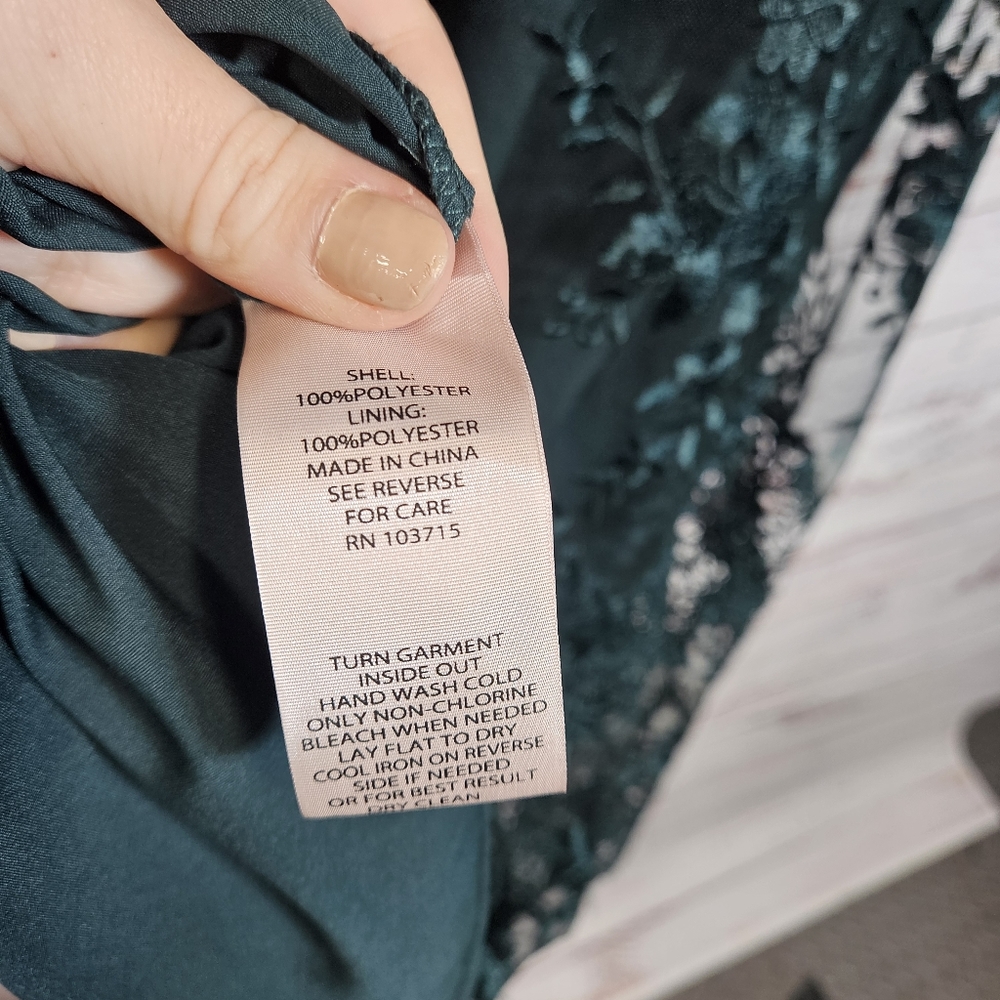 SHELL:
100%POLYESTER
LINING:
100%POLYESTER
MADE IN CHINA
SEE REVERSE
FOR CARE
RN 103715
TURN GARMENT
INSIDE OUT
HAND WASH COLD
ONLY NON-CHLORINE
BLEACH WHEN NEEDED
LAY FLAT TO DRY
COOL IRON ON REVERSE
SIDE IF NEEDED
OR FOR BEST RESULT
DRY CLEAN